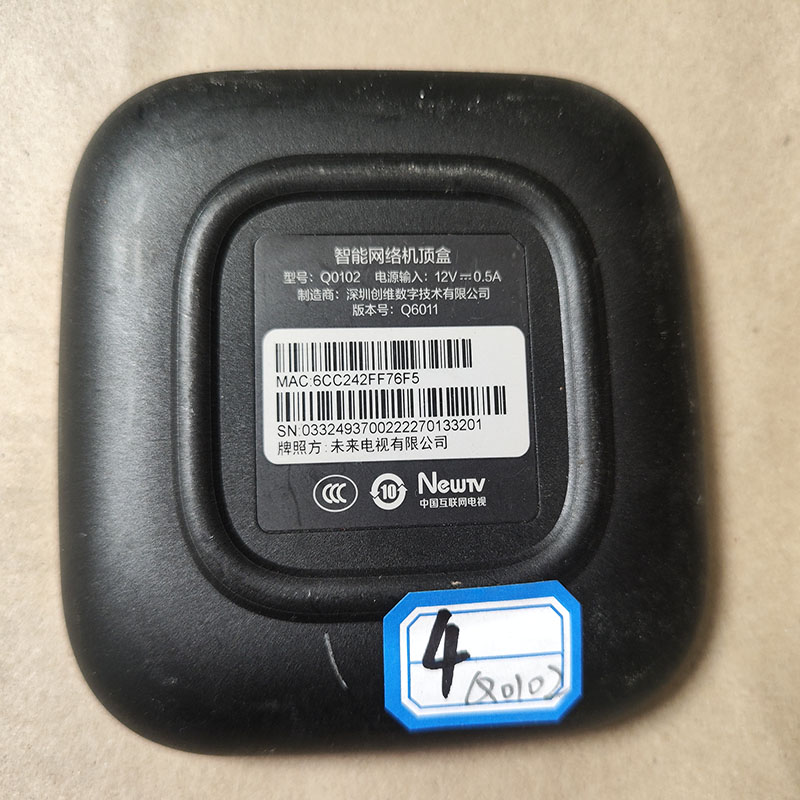 智能网络机顶盒
型号：Q0102 电源输入：12V⎓0.5A
制造商：深圳创维数字技术有限公司
版本号：Q6011
MAC:6CC242FF76F5
SN:0332493700222270133201
牌照方:未来电视有限公司
CCC 10 NewTV
中国互联网电视
4
(Q0102